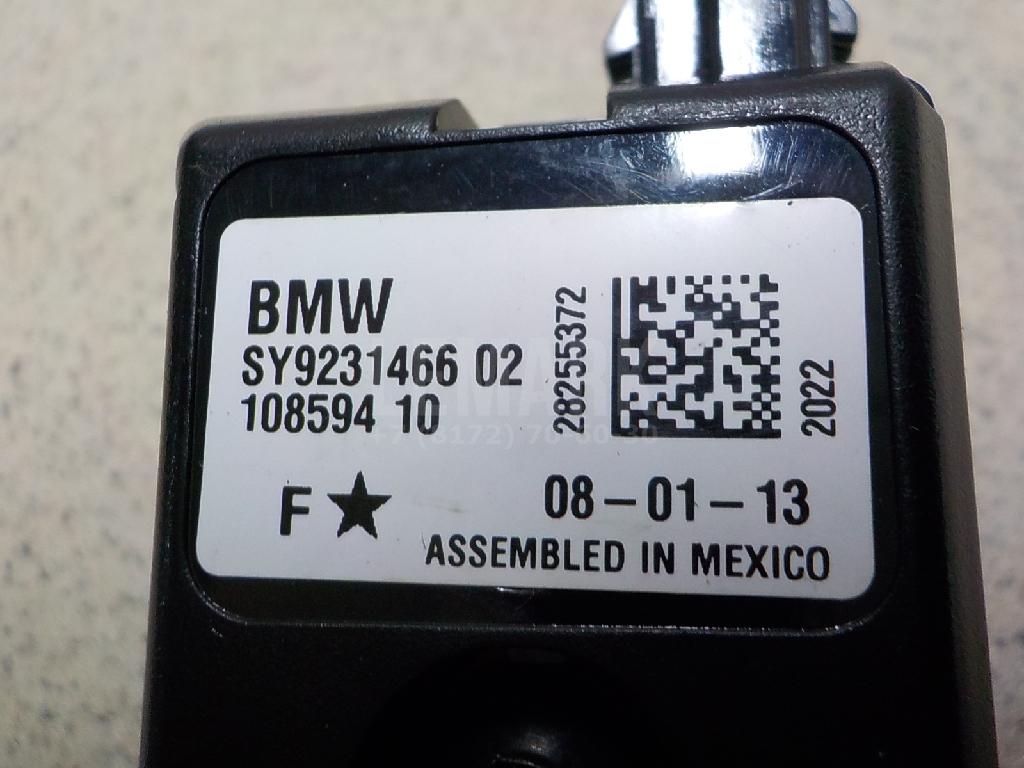 BMW
SY9231466 02
108594 10
28255372
2022
F★
08-01-13
ASSEMBLED IN MEXICO